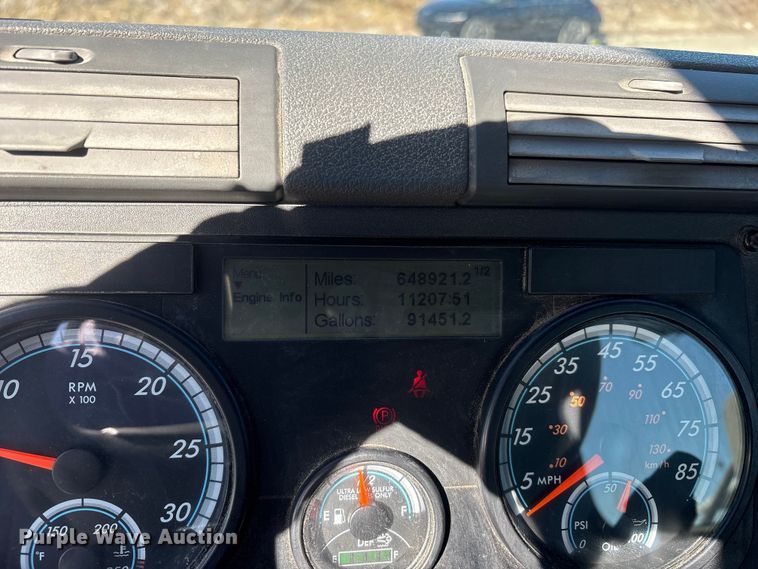 Menu Miles: 648921.2 1/2
Engine Info Hours: 11207:51
Gallons: 91451.2
10 15 20 25 30
RPM
X 100
150 200 250
°F
1/2
ULTRA LOW SULFUR
DIESEL FUELS ONLY
E F
DEF
E F
5 15 25 35 45 55 65 75 85
MPH
10 30 50 70 90 110 130
km/h
0 50 100
PSI
OIL
P
Purple Wave Auction